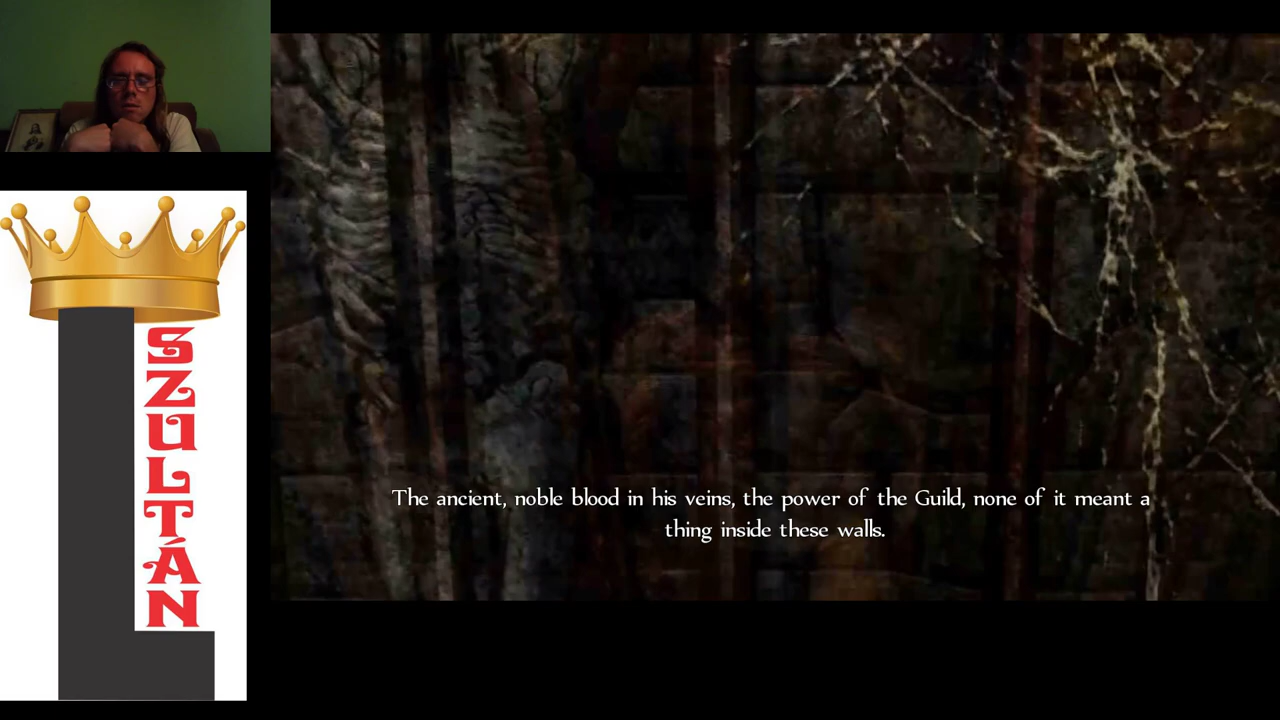 L
SZULTÁN
The ancient, noble blood in his veins, the power of the Guild, none of it meant a
thing inside these walls.